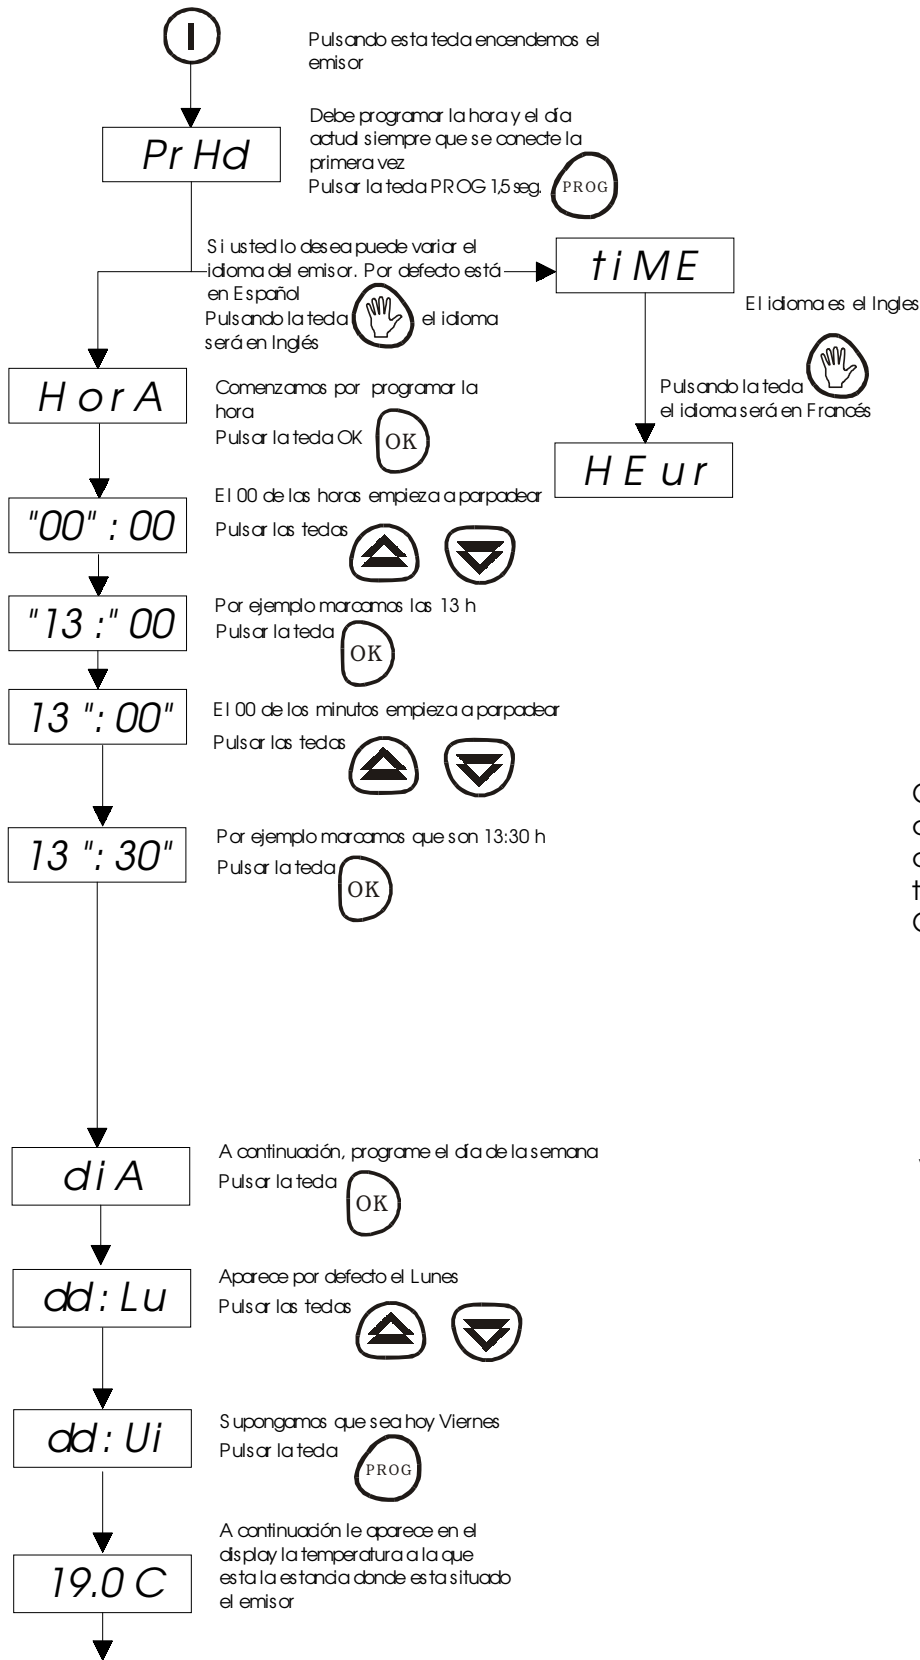 Pulsando esta tecla encendemos el
emisor
Pr Hd
Debe programar la hora y el día
actual siempre que se conecte la
primera vez
Pulsar la tecla PROG 1,5 seg.
PROG
Si usted lo desea puede variar el
idioma del emisor. Por defecto está
en Español
Pulsando la tecla el idioma
será en Inglés
tiME
El idioma es el Ingles
Pulsando la tecla
el idioma será en Francés
HEur
HorA
Comenzamos por programar la
hora
Pulsar la tecla OK
OK
"00" : 00
El 00 de las horas empieza a parpadear
Pulsar las teclas
"13 :" 00
Por ejemplo marcamos las 13 h
Pulsar la tecla
OK
13 ": 00"
El 00 de los minutos empieza a parpadear
Pulsar las teclas
13 ": 30"
Por ejemplo marcamos que son 13:30 h
Pulsar la tecla
OK
diA
A continuación, programe el día de la semana
Pulsar la tecla
OK
dd: Lu
Aparece por defecto el Lunes
Pulsar las teclas
dd: Ui
Supongamos que sea hoy Viernes
Pulsar la tecla
PROG
19.0 C
A continuación le aparece en el
display la temperatura a la que
esta la estancia donde esta situado
el emisor